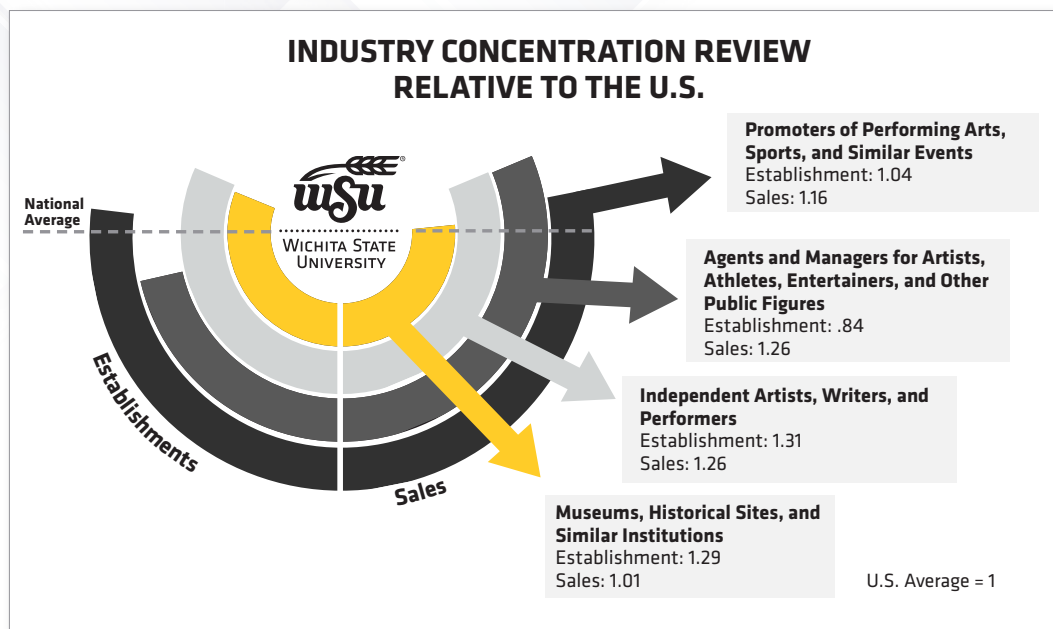 INDUSTRY CONCENTRATION REVIEW
RELATIVE TO THE U.S.
National
Average
WSU
®
WICHITA STATE
UNIVERSITY
Establishments
Sales
Promoters of Performing Arts,
Sports, and Similar Events
Establishment: 1.04
Sales: 1.16
Agents and Managers for Artists,
Athletes, Entertainers, and Other
Public Figures
Establishment: .84
Sales: 1.26
Independent Artists, Writers, and
Performers
Establishment: 1.31
Sales: 1.26
Museums, Historical Sites, and
Similar Institutions
Establishment: 1.29
Sales: 1.01
U.S. Average = 1